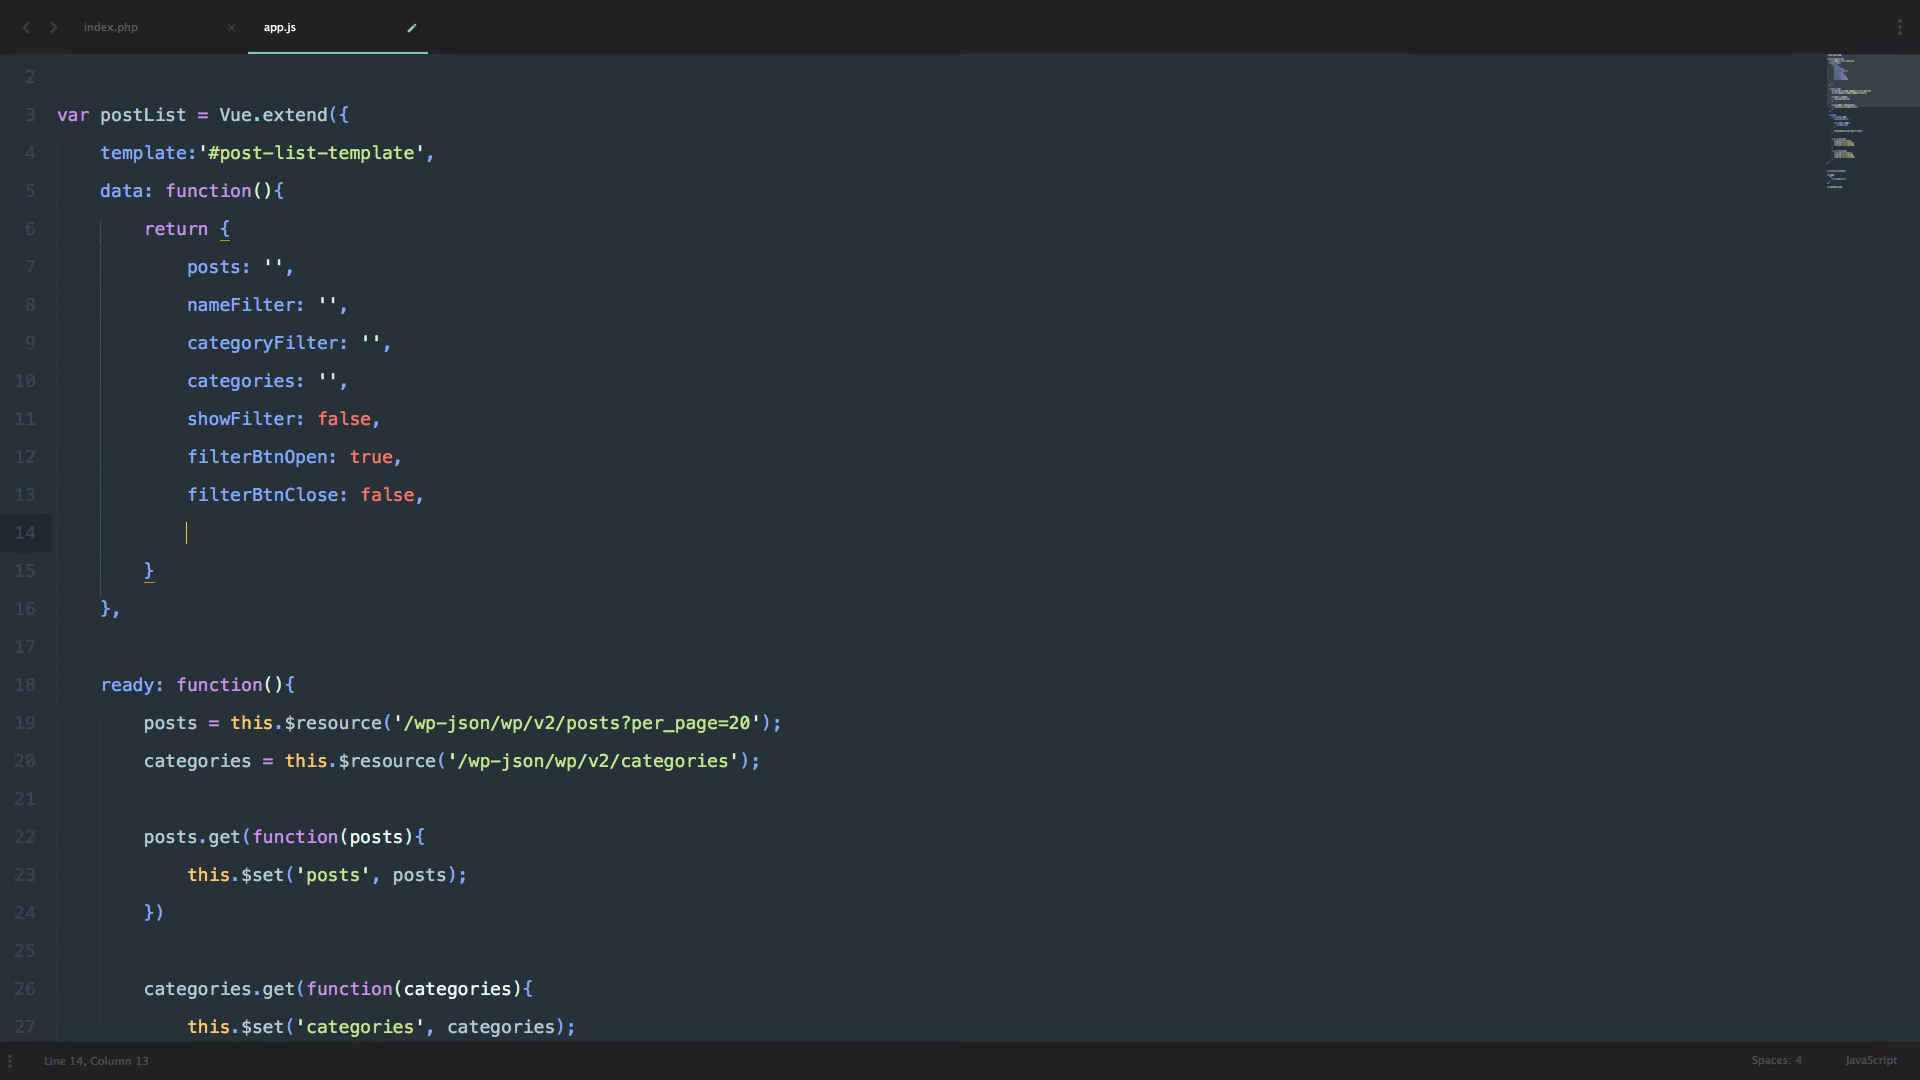 index.php
app.js
2
3 var postList = Vue.extend({
4 template:'#post-list-template',
5 data: function(){
6 return {
7 posts: '',
8 nameFilter: '',
9 categoryFilter: '',
10 categories: '',
11 showFilter: false,
12 filterBtnOpen: true,
13 filterBtnClose: false,
14
15 }
16 },
17
18 ready: function(){
19 posts = this.$resource('/wp-json/wp/v2/posts?per_page=20');
20 categories = this.$resource('/wp-json/wp/v2/categories');
21
22 posts.get(function(posts){
23 this.$set('posts', posts);
24 })
25
26 categories.get(function(categories){
27 this.$set('categories', categories);
Line 14, Column 13
Spaces: 4
JavaScript